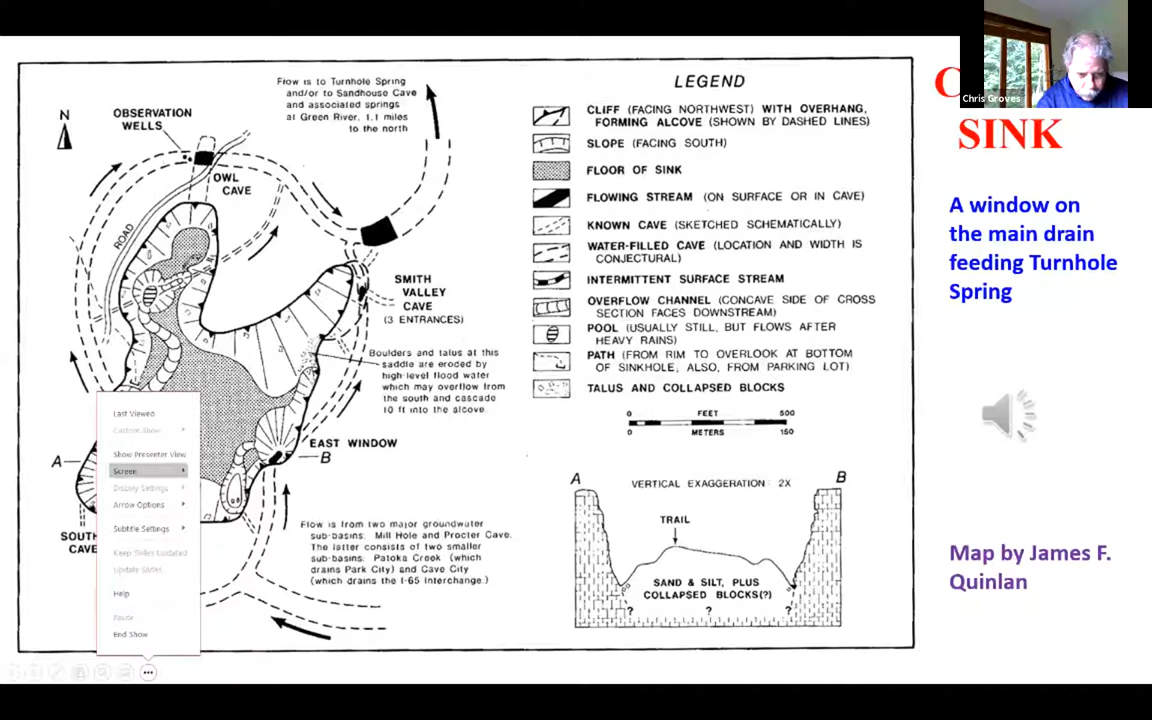 Chris Groves
SINK
A window on
the main drain
feeding Turnhole
Spring
Map by James F.
Quinlan
N
OBSERVATION
WELLS
Flow is to Turnhole Spring
and/or to Sandhouse Cave
and associated springs
at Green River, 1.1 miles
to the north
OWL
CAVE
ROAD
SMITH
VALLEY
CAVE
(3 ENTRANCES)
Boulders and talus at this
saddle are eroded by
high-level flood water
which may overflow from
the south and cascade
10 ft into the alcove.
EAST WINDOW
A
B
SOUTH
CAVE
Flow is from two major groundwater
sub-basins: Mill Hole and Procter Cave.
The latter consists of two smaller
sub-basins: Patoka Creek (which
drains Park City) and Cave City
(which drains the I-65 Interchange.)
LEGEND
CLIFF (FACING NORTHWEST) WITH OVERHANG,
FORMING ALCOVE (SHOWN BY DASHED LINES)
SLOPE (FACING SOUTH)
FLOOR OF SINK
FLOWING STREAM (ON SURFACE OR IN CAVE)
KNOWN CAVE (SKETCHED SCHEMATICALLY)
WATER-FILLED CAVE (LOCATION AND WIDTH IS
CONJECTURAL)
INTERMITTENT SURFACE STREAM
OVERFLOW CHANNEL (CONCAVE SIDE OF CROSS
SECTION FACES DOWNSTREAM)
POOL (USUALLY STILL, BUT FLOWS AFTER
HEAVY RAINS)
PATH (FROM RIM TO OVERLOOK AT BOTTOM
OF SINKHOLE, ALSO, FROM PARKING LOT)
TALUS AND COLLAPSED BLOCKS
0 FEET 500
0 METERS 150
A
VERTICAL EXAGGERATION: 2X
B
TRAIL
SAND & SILT, PLUS
COLLAPSED BLOCKS(?)
? ? ?
Last Viewed
Custom Show
Show Presenter View
Screen
Display Settings
Arrow Options
Subtitle Settings
Keep Slides Updated
Update Slides
Help
Pause
End Show